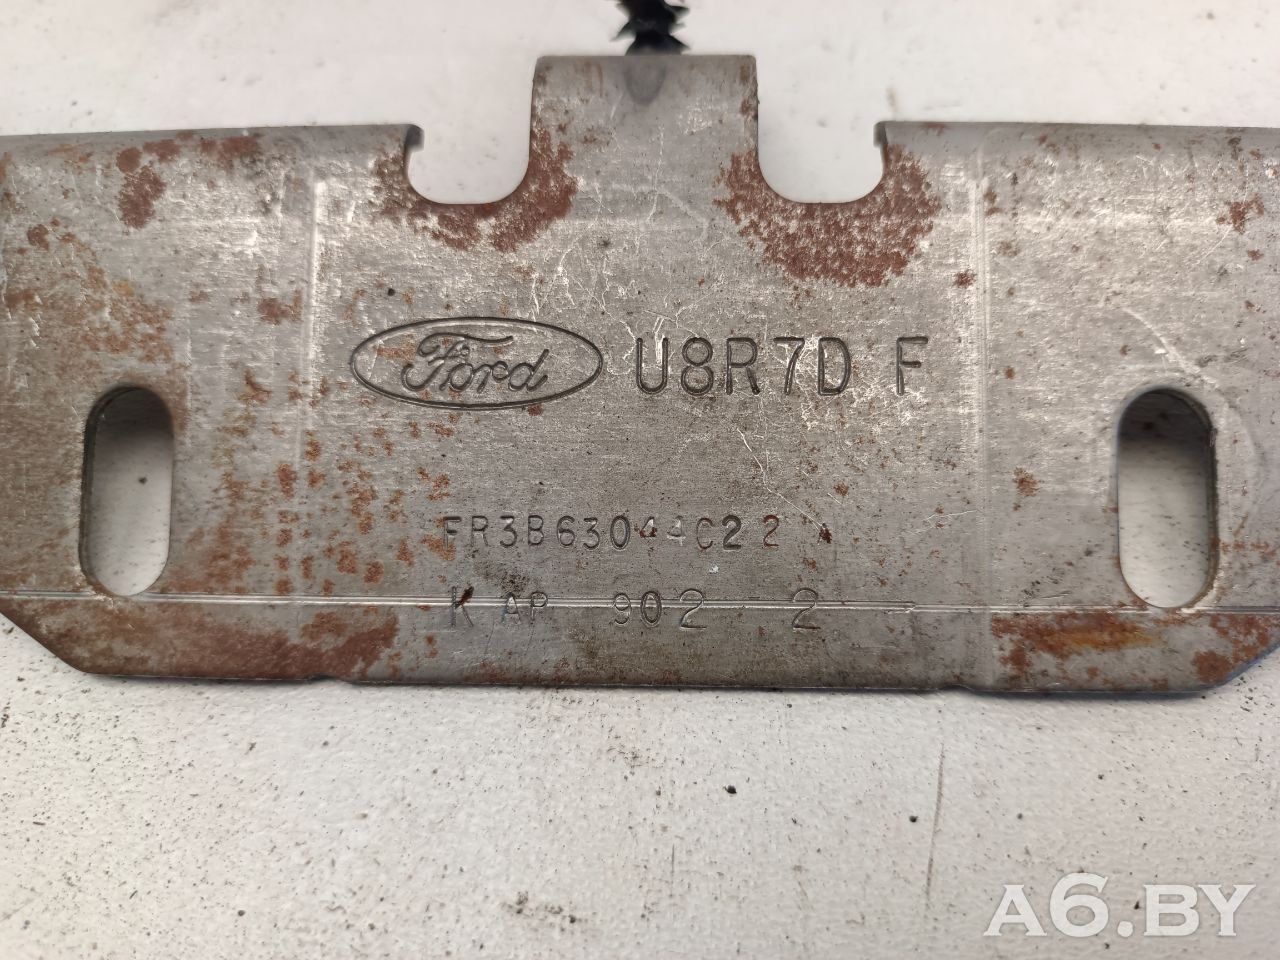 Ford U8R7D F
FR3B63044C22 A
K AP 902 2
A6.BY